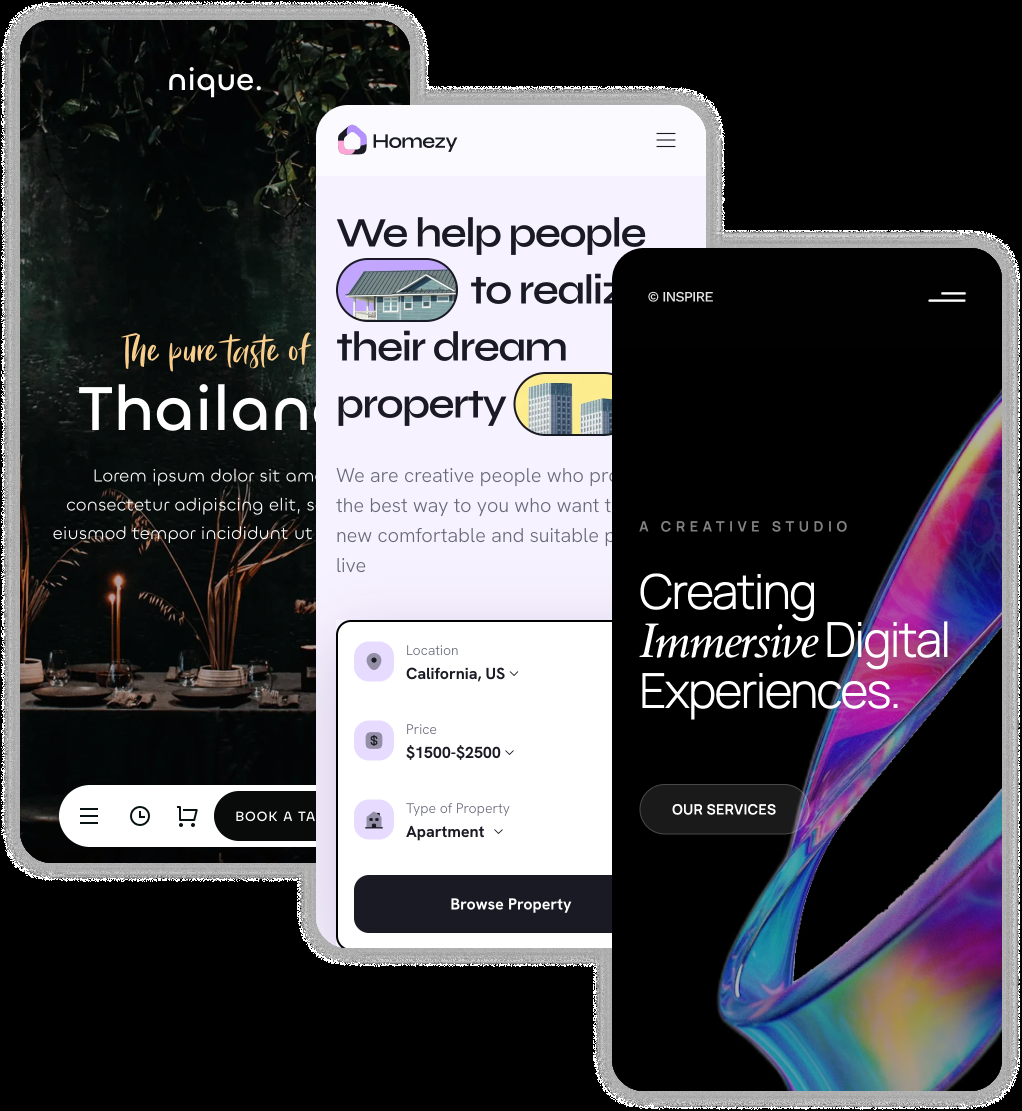 nique.
The pure taste of
Thailan
Lorem ipsum dolor sit am
consectetur adipiscing elit, s
eiusmod tempor incididunt ut
BOOK A TA
Homezy
We help people
to realiz
their dream
property
We are creative people who pro
the best way to you who want t
new comfortable and suitable p
live
Location
California, US
Price
$
$1500-$2500
Type of Property
Apartment
Browse Property
© INSPIRE
A CREATIVE STUDIO
Creating
Immersive Digital
Experiences.
OUR SERVICES